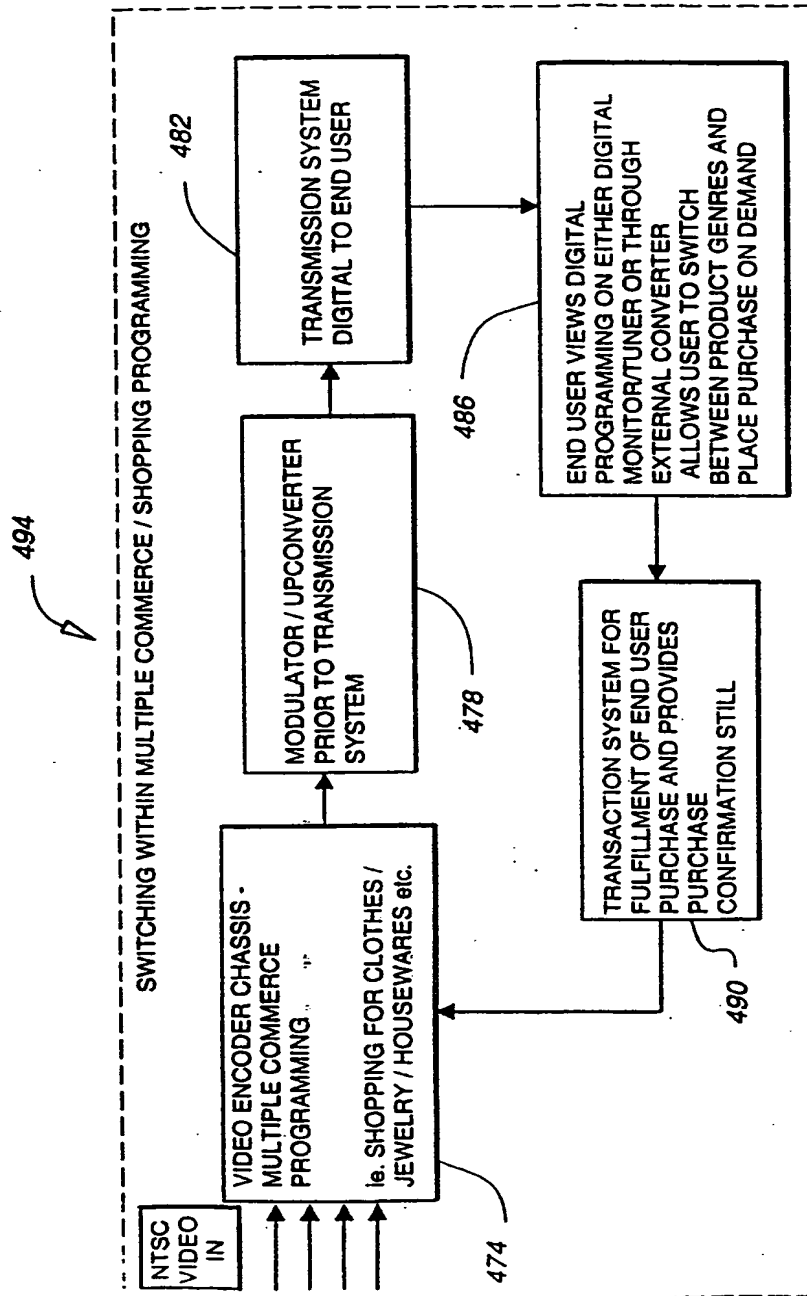 494
SWITCHING WITHIN MULTIPLE COMMERCE / SHOPPING PROGRAMMING
NTSC
VIDEO
IN
VIDEO ENCODER CHASSIS -
MULTIPLE COMMERCE
PROGRAMMING
ie. SHOPPING FOR CLOTHES /
JEWELRY / HOUSEWARES etc.
474
MODULATOR / UPCONVERTER
PRIOR TO TRANSMISSION
SYSTEM
478
TRANSMISSION SYSTEM
DIGITAL TO END USER
482
END USER VIEWS DIGITAL
PROGRAMMING ON EITHER DIGITAL
MONITOR/TUNER OR THROUGH
EXTERNAL CONVERTER
ALLOWS USER TO SWITCH
BETWEEN PRODUCT GENRES AND
PLACE PURCHASE ON DEMAND
486
TRANSACTION SYSTEM FOR
FULFILLMENT OF END USER
PURCHASE AND PROVIDES
PURCHASE
CONFIRMATION STILL
490